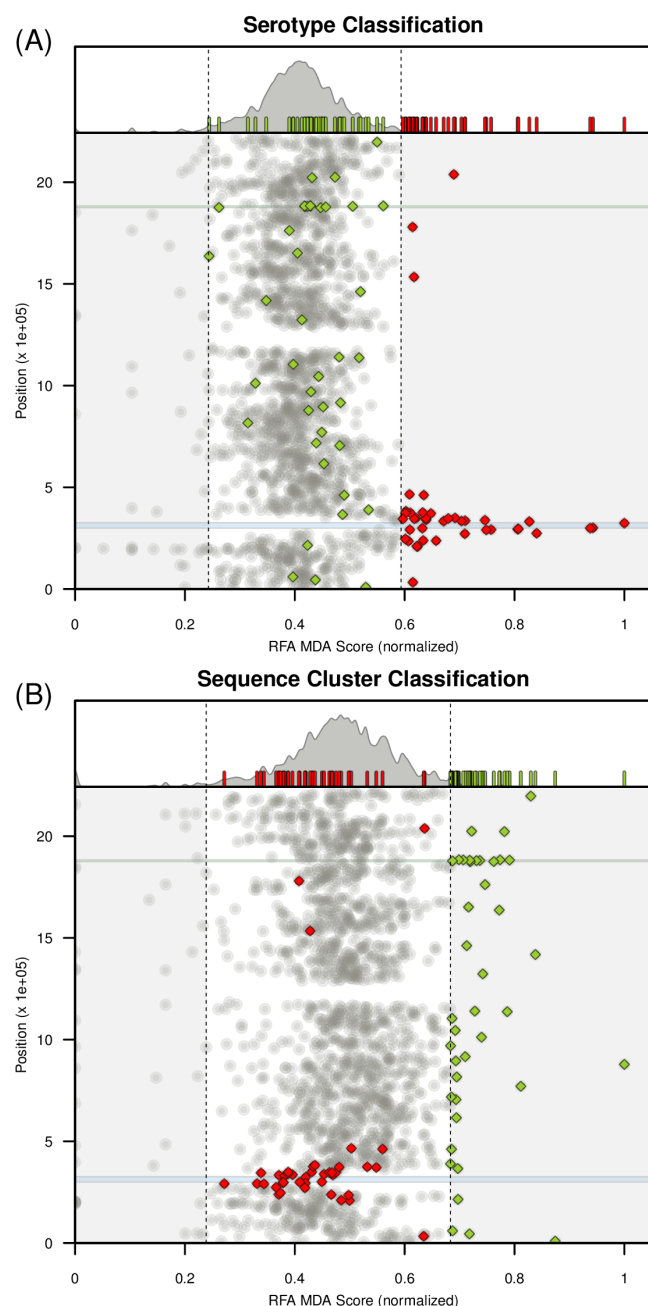 (A)
Serotype Classification
20
15
10
5
0
Position (x 1e+05)
0 0.2 0.4 0.6 0.8 1
RFA MDA Score (normalized)
(B)
Sequence Cluster Classification
20
15
10
5
0
Position (x 1e+05)
0 0.2 0.4 0.6 0.8 1
RFA MDA Score (normalized)